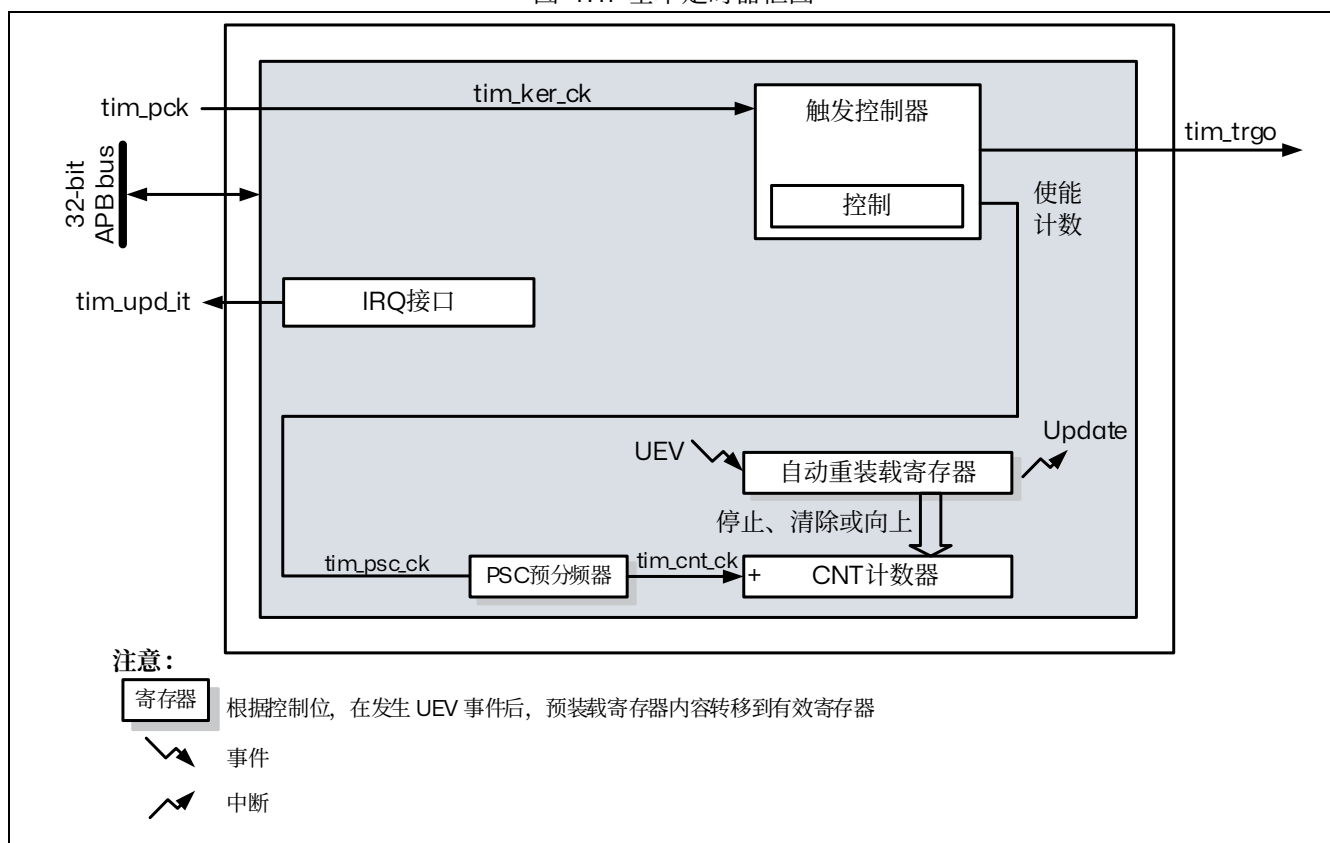 tim_pck
tim_ker_ck
触发控制器
tim_trgo
32-bit
APB bus
控制
使能
计数
tim_upd_it
IRQ接口
UEV
Update
自动重装载寄存器
停止、清除或向上
tim_psc_ck
PSC预分频器
tim_cnt_ck
+
CNT计数器
注意：
寄存器
根据控制位，在发生 UEV 事件后，预装载寄存器内容转移到有效寄存器
事件
中断